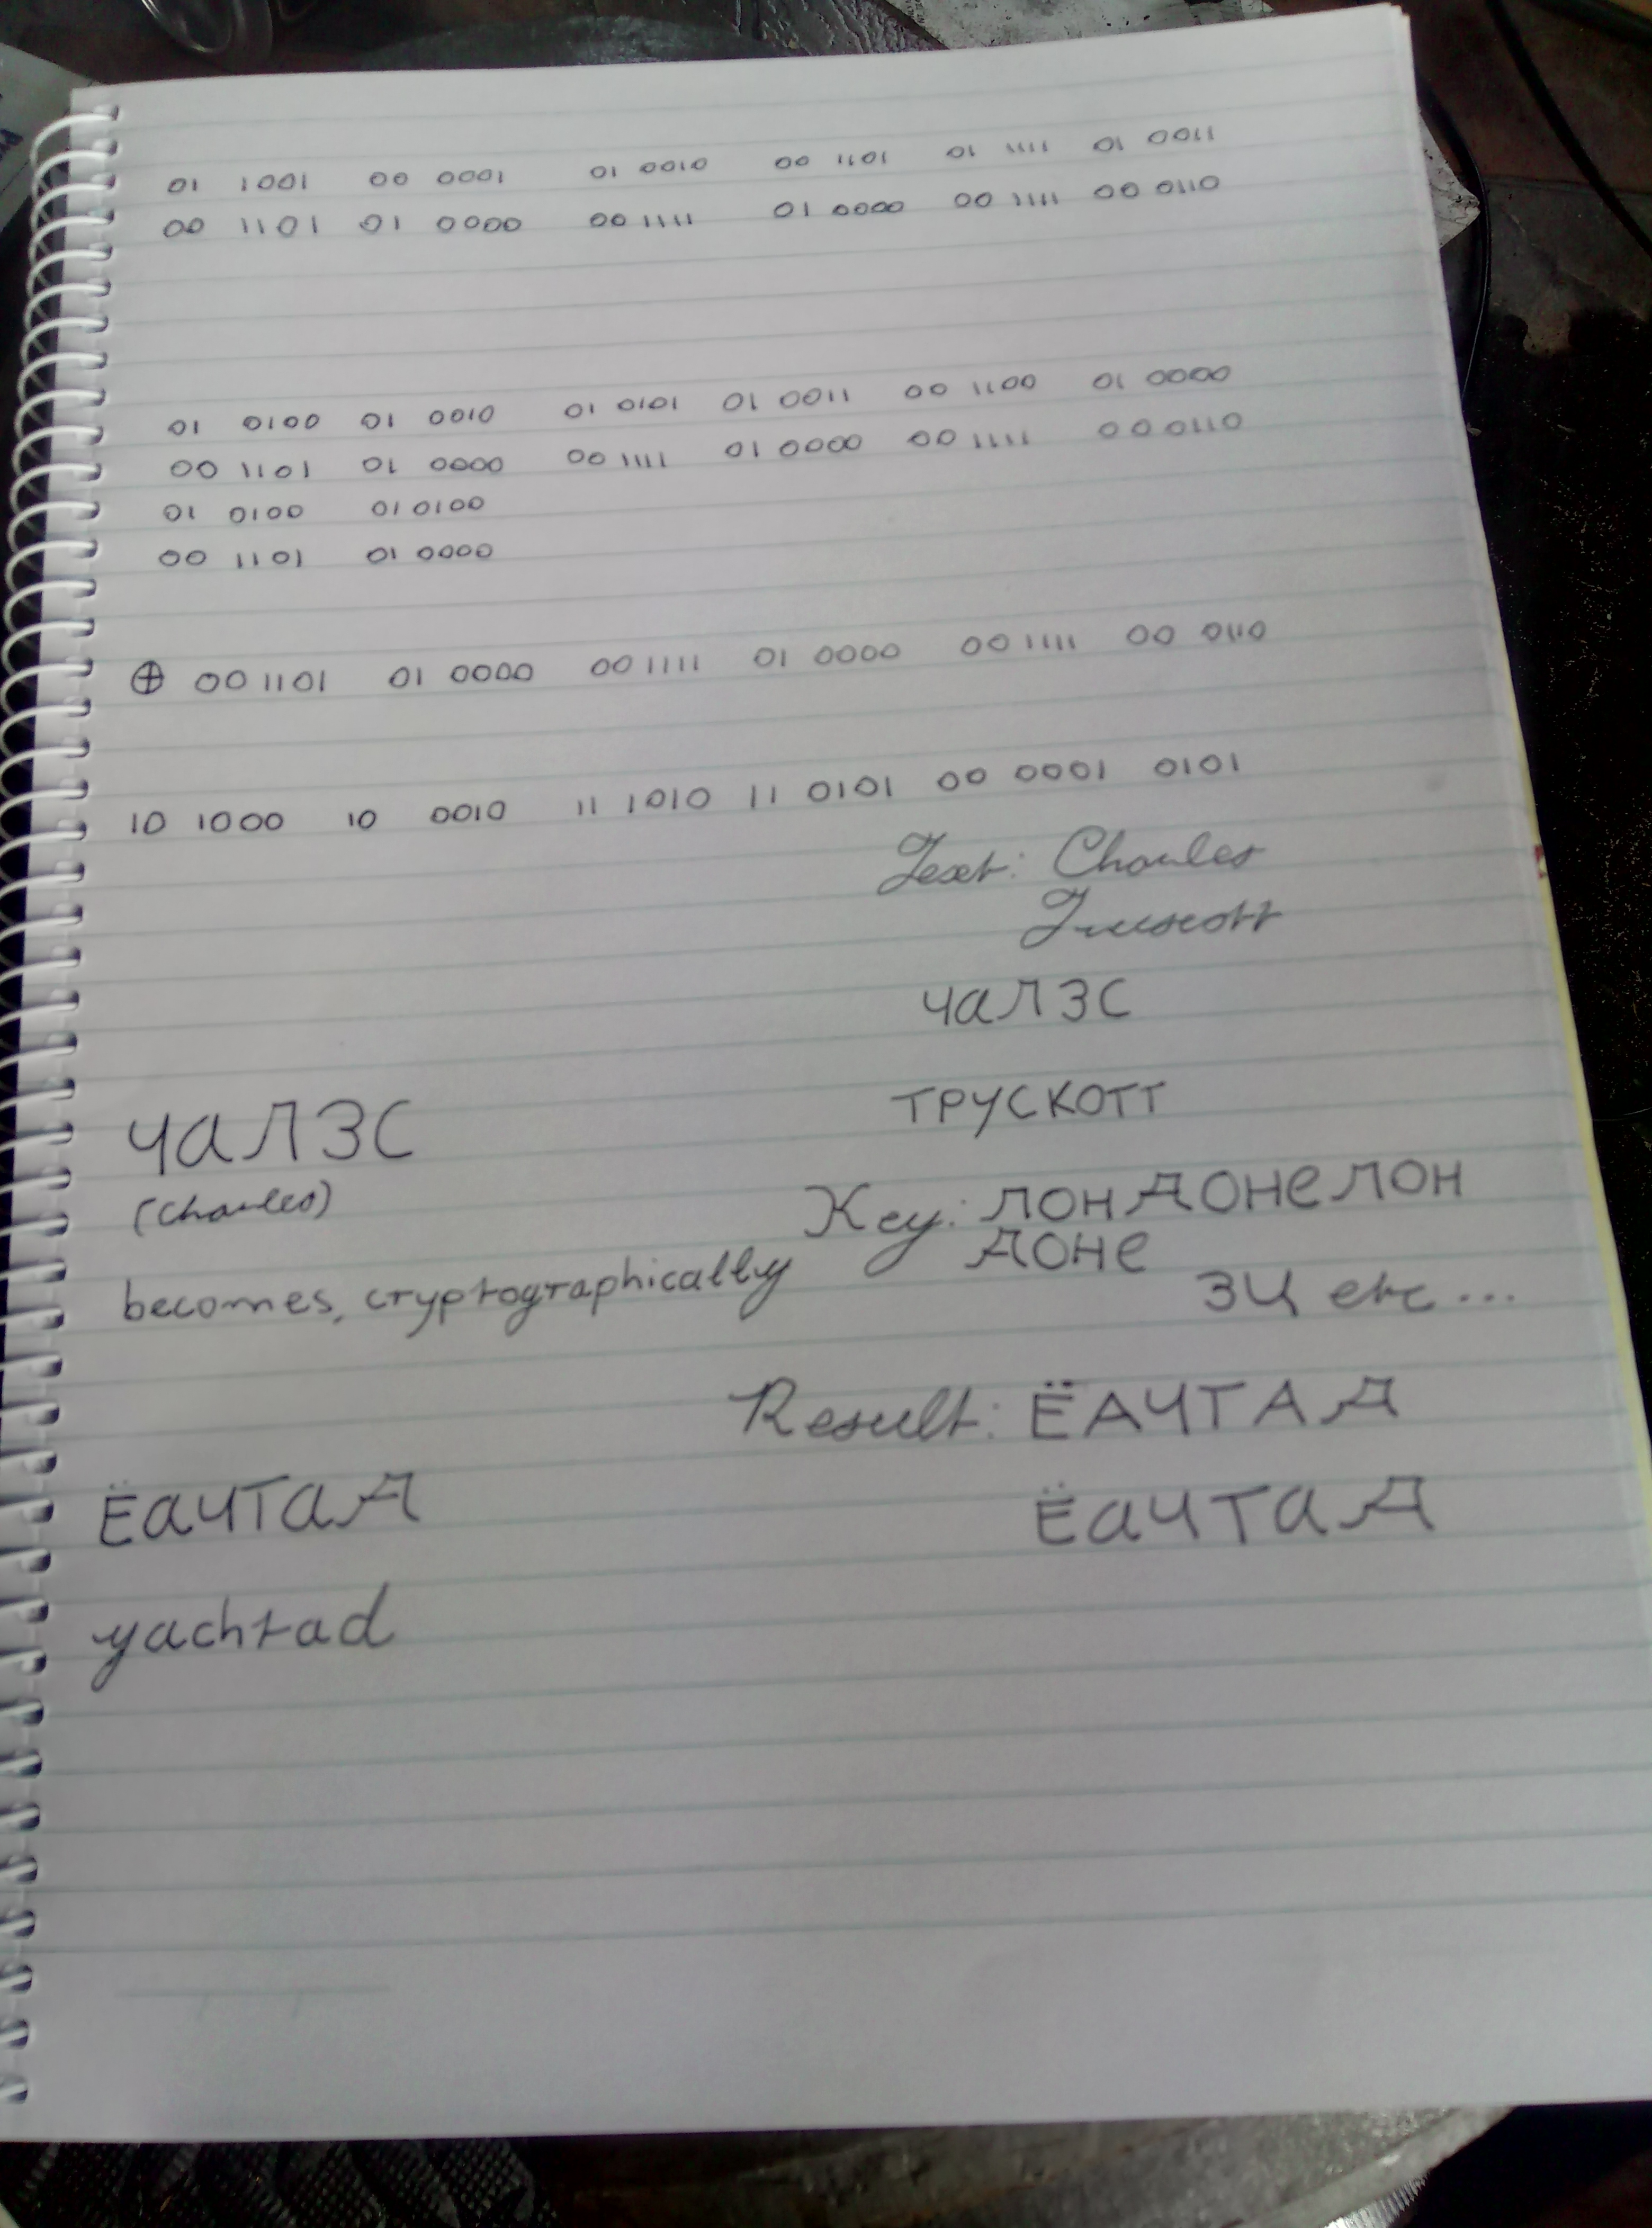 01 1001 00 0001 01 0010 00 1101 01 1111 01 0011
00 1101 01 0000 00 1111 01 0000 00 1111 00 0110
01 0100 01 0010 01 0101 01 0011 00 1100 01 0000
00 1101 01 0000 00 1111 01 0000 00 1111 00 0110
01 0100 01 0100
00 1101 01 0000
⊕ 00 1101 01 0000 00 1111 01 0000 00 1111 00 0110
10 1000 10 0010 11 1010 11 0101 00 0001 0101
Text: Charles
Truscott
ЧАЛЗС
ТРУСКОТТ
Key: ЛОНДОНЕЛОН
ДОНЕ
ЗЦ etc...
Result: ЁАЧТАД
ЁАЧТАД
ЧАЛЗС
(Charles)
becomes, cryptographically
ЁАЧТАД
yachtad